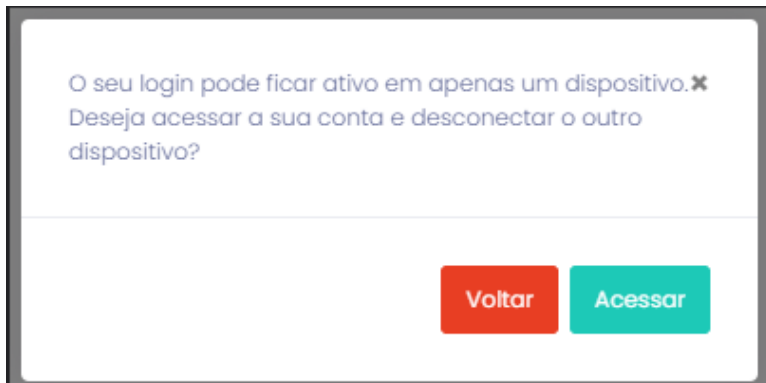 O seu login pode ficar ativo em apenas um dispositivo.
Deseja acessar a sua conta e desconectar o outro
dispositivo?
Voltar
Acessar